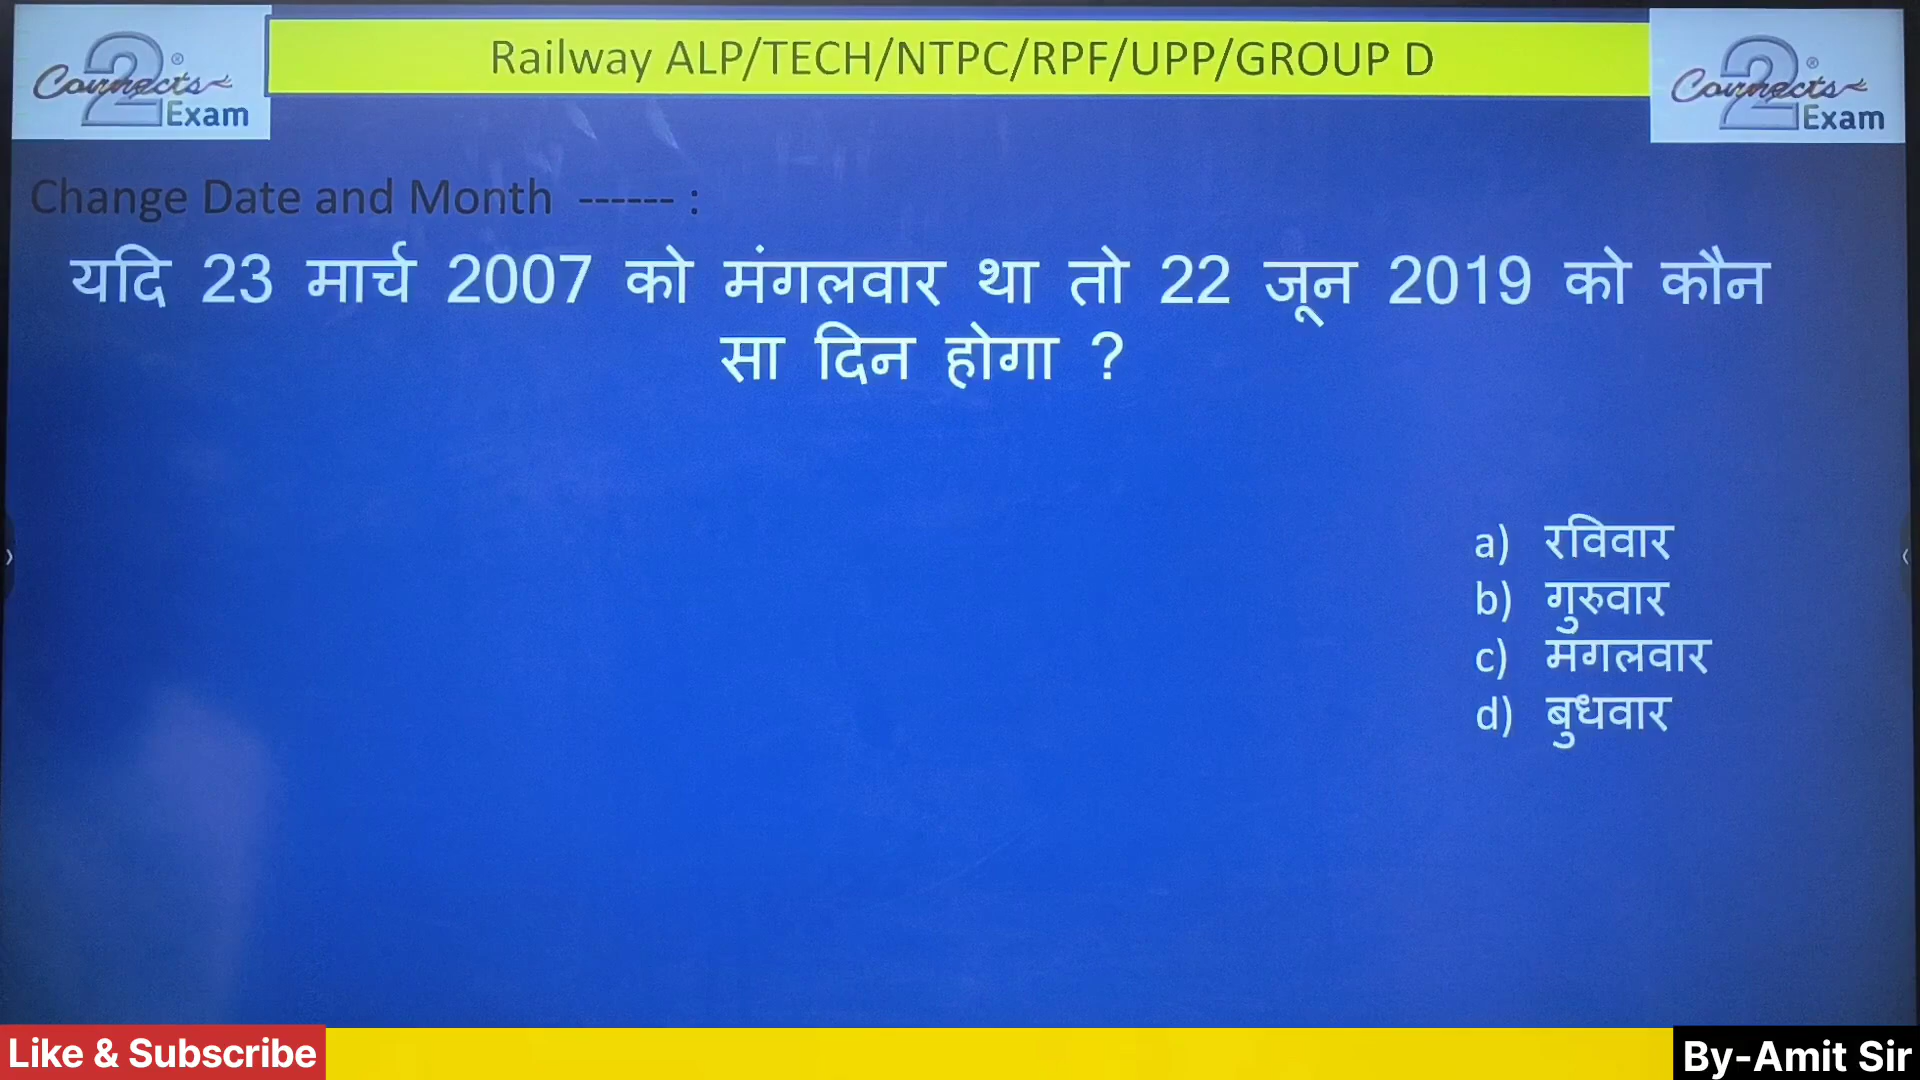 Connects 2 ® Exam
Railway ALP/TECH/NTPC/RPF/UPP/GROUP D
Connects 2 ® Exam
Change Date and Month ------ :
यदि 23 मार्च 2007 को मंगलवार था तो 22 जून 2019 को कौन
सा दिन होगा ?
a) रविवार
b) गुरुवार
c) मंगलवार
d) बुधवार
Like & Subscribe
By-Amit Sir